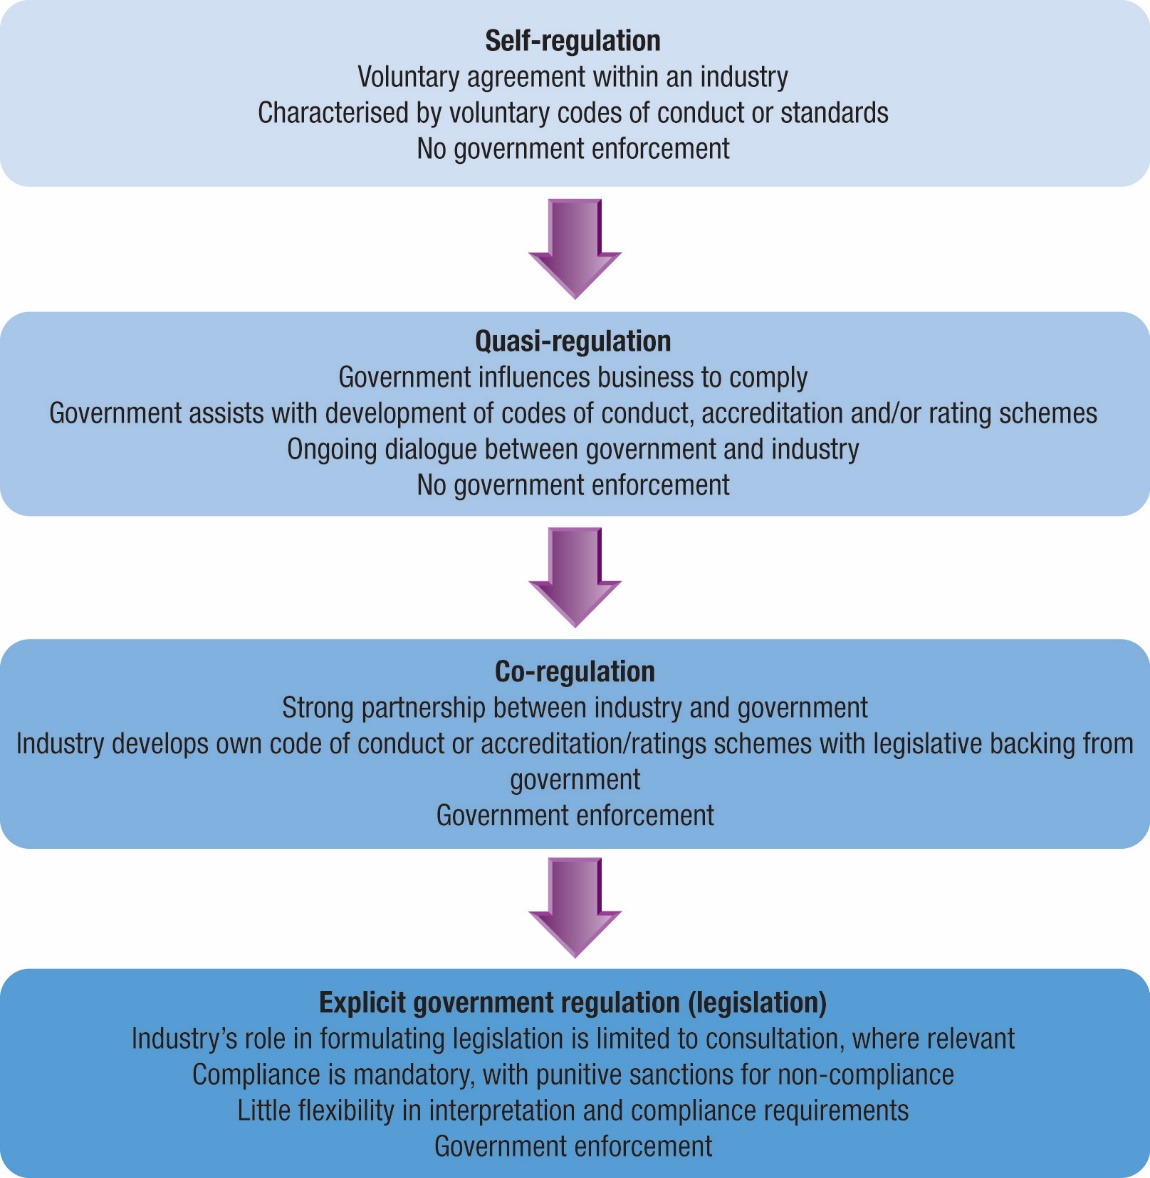 Self-regulation
Voluntary agreement within an industry
Characterised by voluntary codes of conduct or standards
No government enforcement
Quasi-regulation
Government influences business to comply
Government assists with development of codes of conduct, accreditation and/or rating schemes
Ongoing dialogue between government and industry
No government enforcement
Co-regulation
Strong partnership between industry and government
Industry develops own code of conduct or accreditation/ratings schemes with legislative backing from
government
Government enforcement
Explicit government regulation (legislation)
Industry’s role in formulating legislation is limited to consultation, where relevant
Compliance is mandatory, with punitive sanctions for non-compliance
Little flexibility in interpretation and compliance requirements
Government enforcement